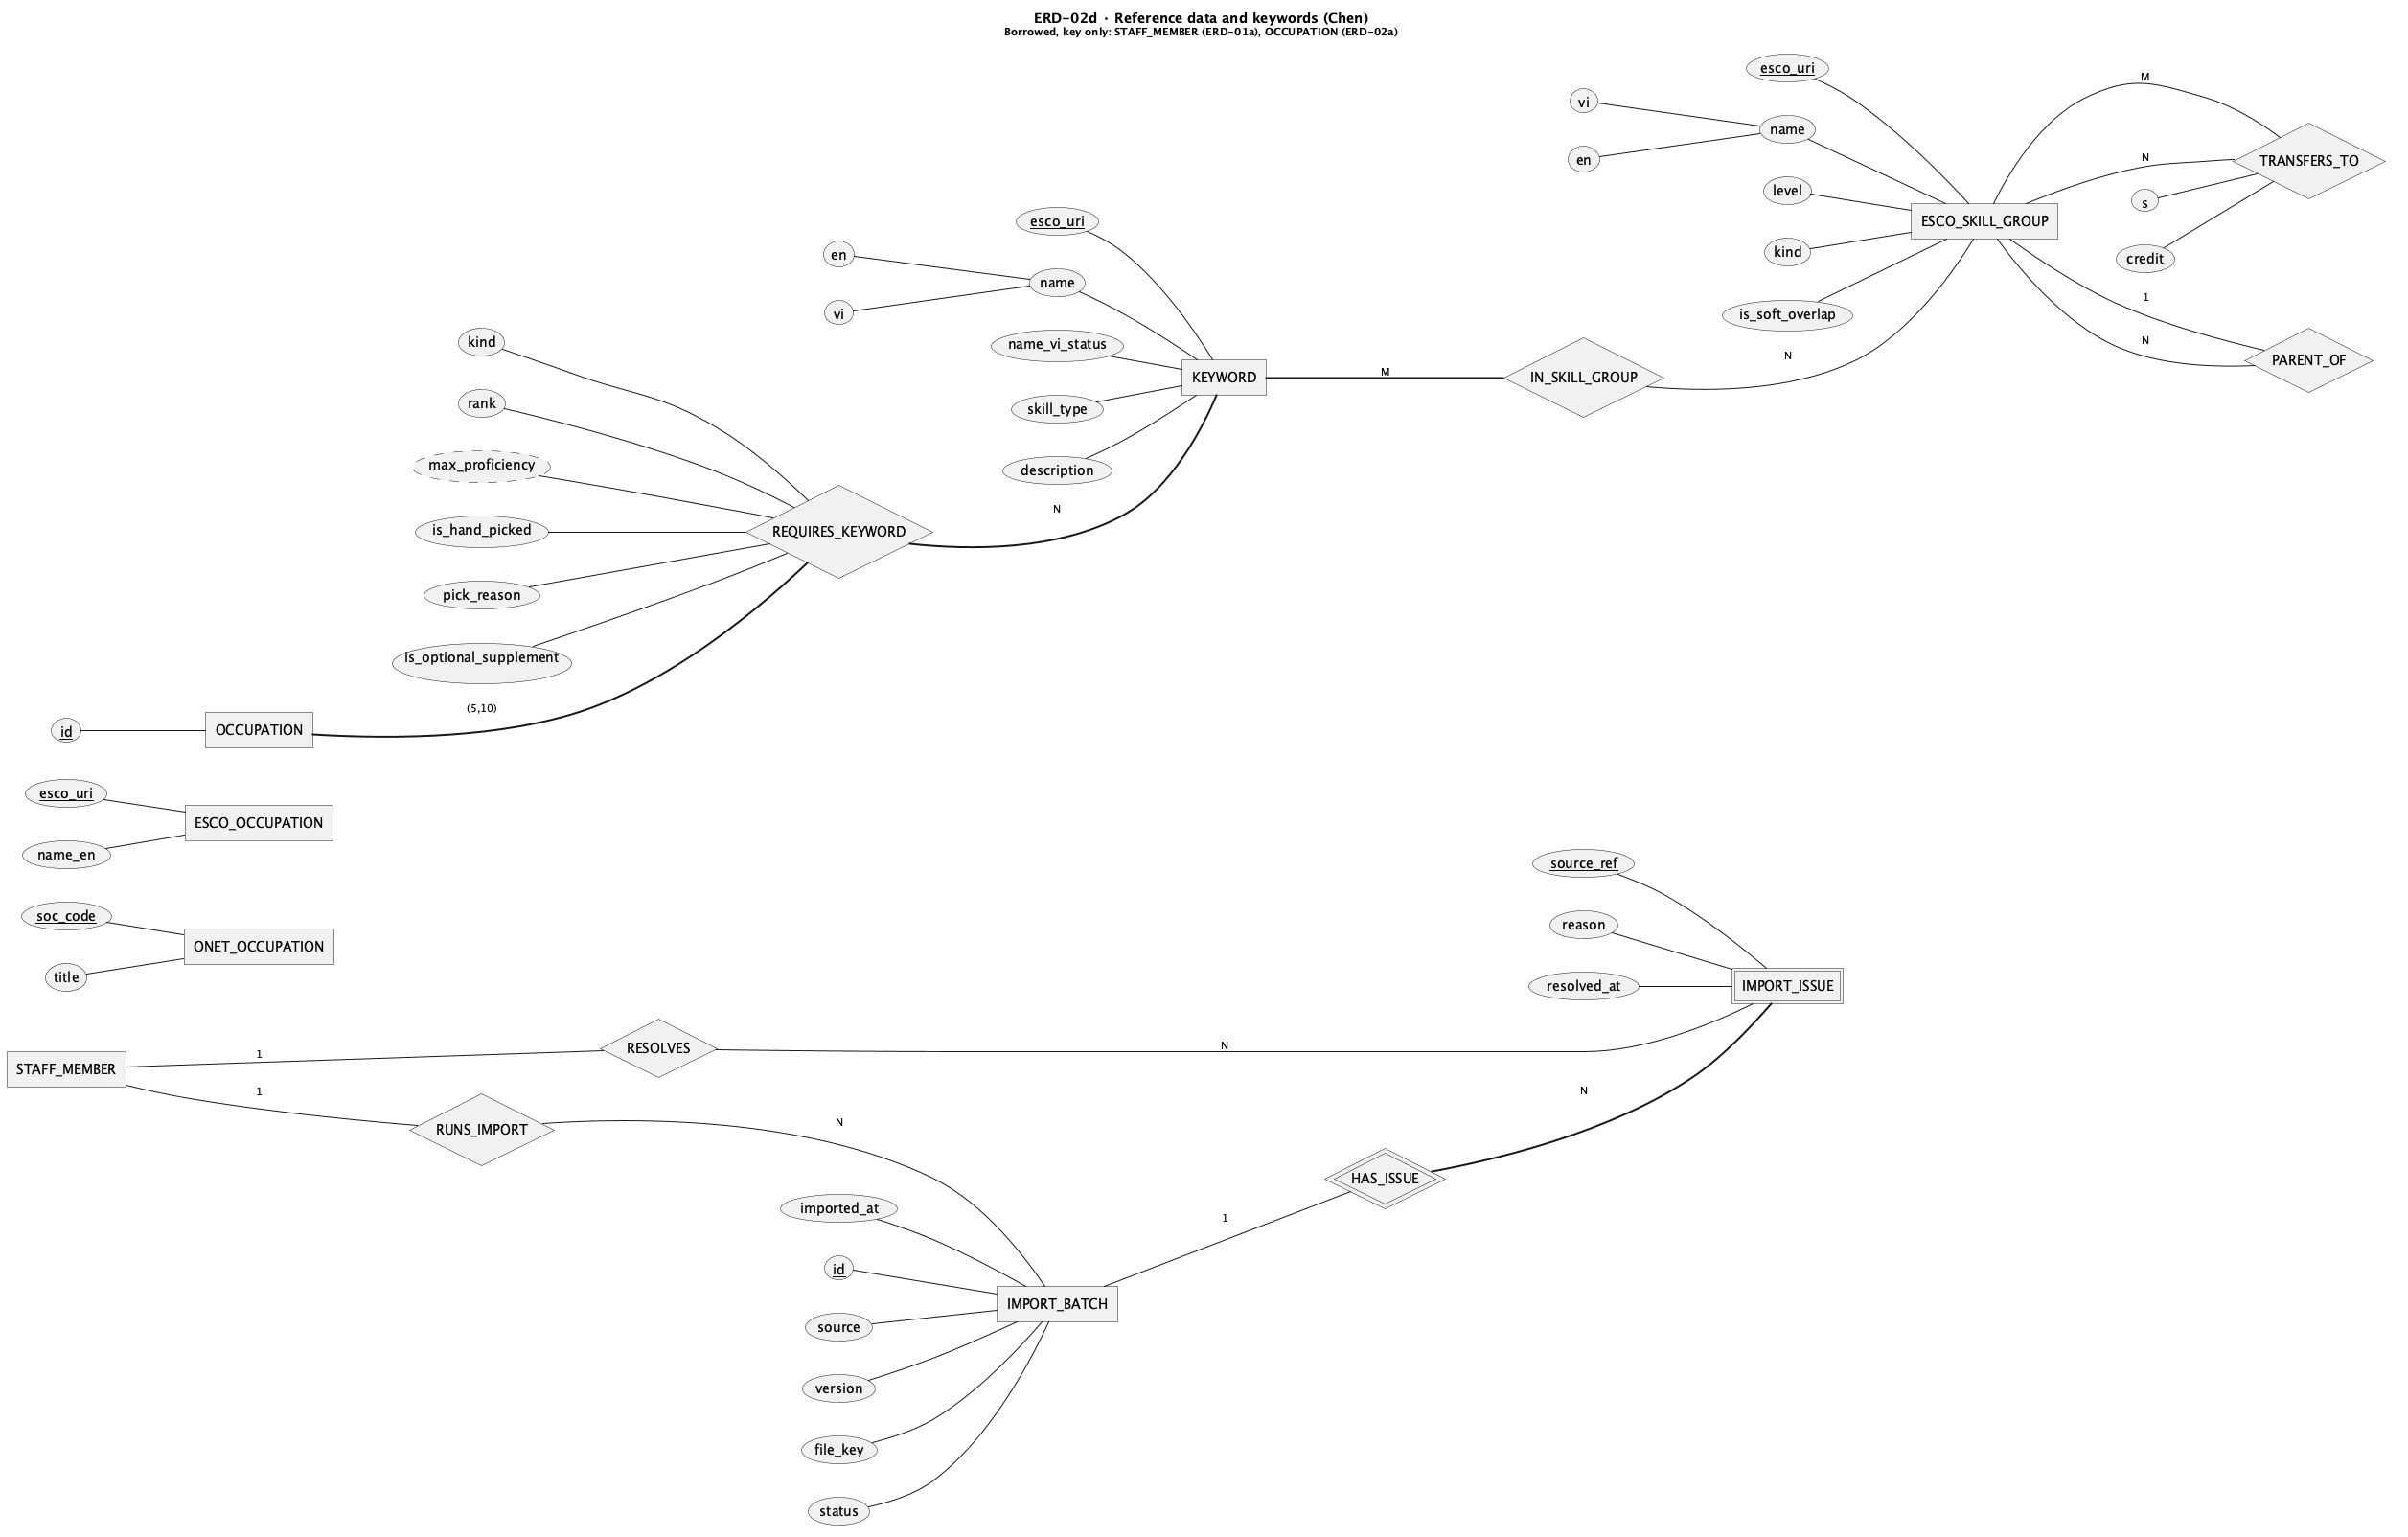 ERD-02d · Reference data and keywords (Chen)
Borrowed, key only: STAFF_MEMBER (ERD-01a), OCCUPATION (ERD-02a)
esco_uri
vi
name
en
level
kind
is_soft_overlap
ESCO_SKILL_GROUP
M
N
s
credit
TRANSFERS_TO
1
N
PARENT_OF
esco_uri
en
name
vi
name_vi_status
skill_type
description
KEYWORD
M
IN_SKILL_GROUP
N
kind
rank
max_proficiency
is_hand_picked
pick_reason
is_optional_supplement
REQUIRES_KEYWORD
N
(5,10)
id
OCCUPATION
esco_uri
name_en
ESCO_OCCUPATION
soc_code
title
ONET_OCCUPATION
source_ref
reason
resolved_at
IMPORT_ISSUE
STAFF_MEMBER
1
RESOLVES
N
1
RUNS_IMPORT
N
N
HAS_ISSUE
1
imported_at
id
source
version
file_key
status
IMPORT_BATCH